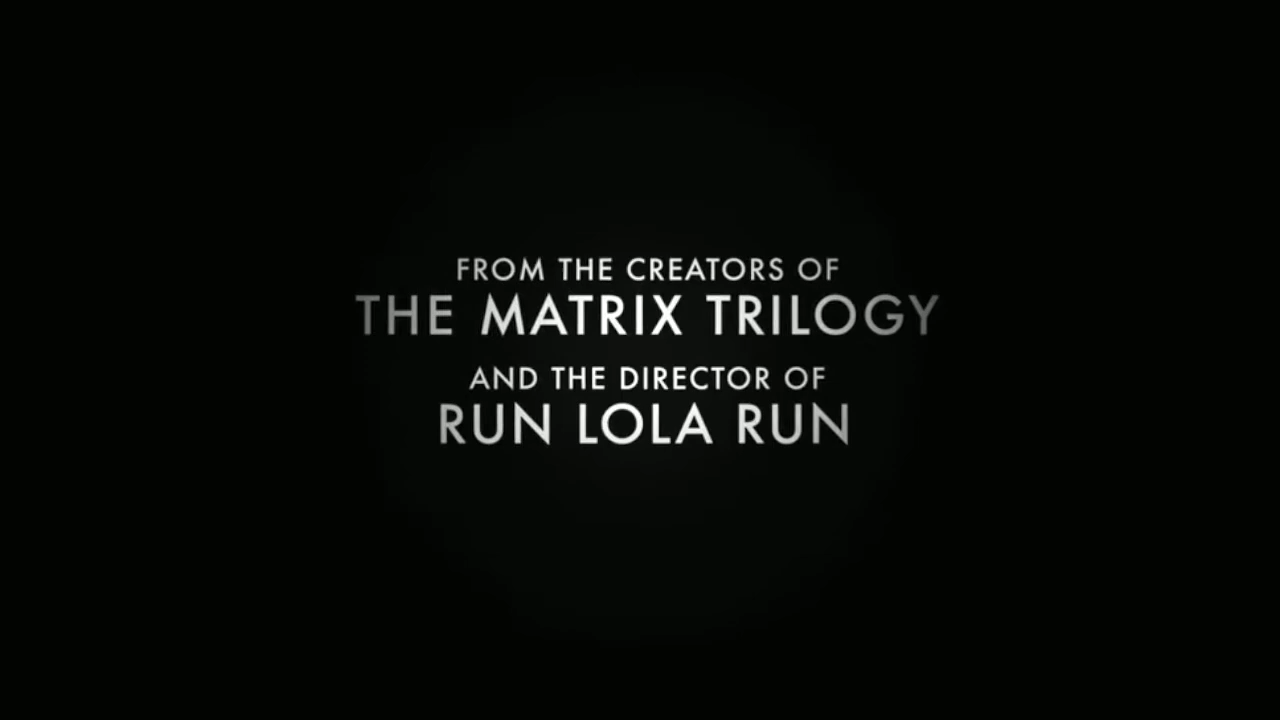 FROM THE CREATORS OF
THE MATRIX TRILOGY
AND THE DIRECTOR OF
RUN LOLA RUN